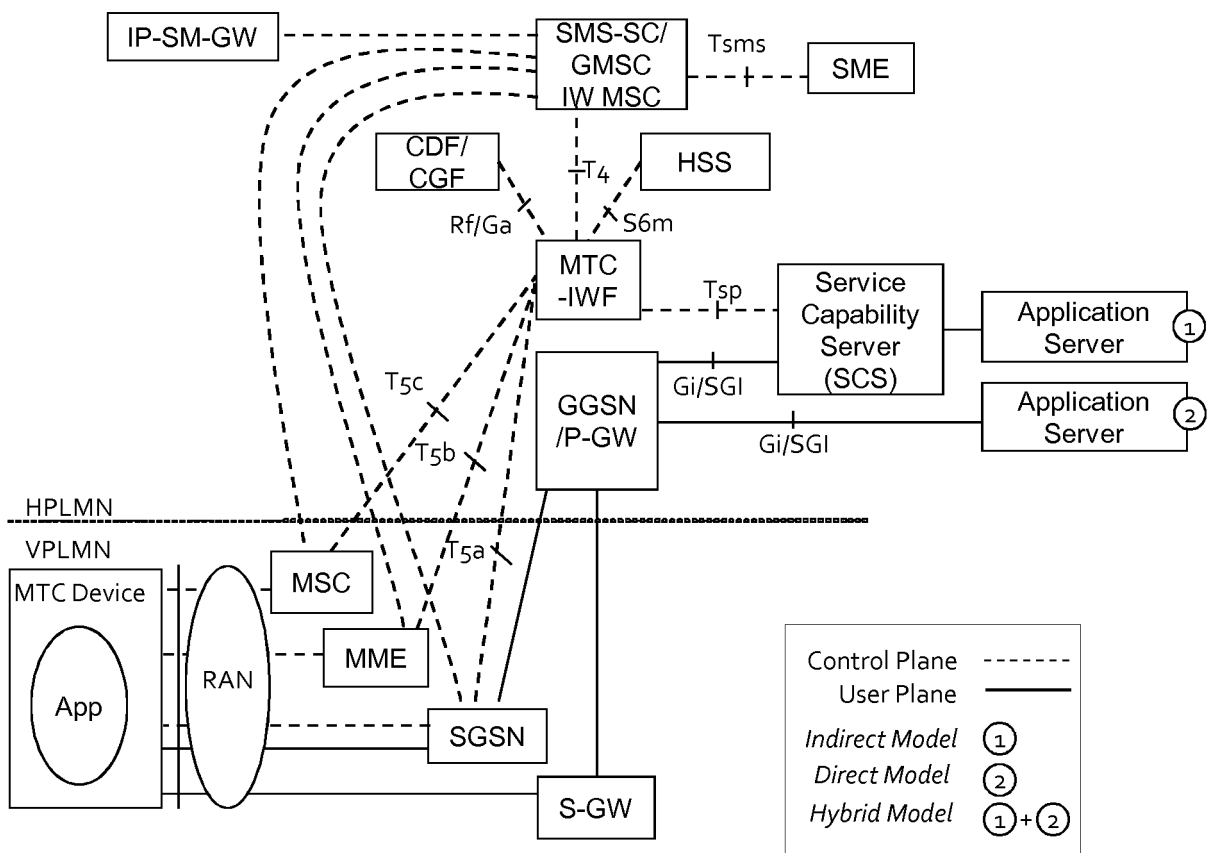 IP-SM-GW
SMS-SC/
GMSC
IW MSC
Tsms
SME
CDF/
CGF
T4
HSS
Rf/Ga
S6m
MTC
-IWF
Tsp
Service
Capability
Server
(SCS)
Application
Server
1
T5c
GGSN
/P-GW
Gi/SGI
Application
Server
2
Gi/SGI
T5b
HPLMN
VPLMN
T5a
MTC Device
MSC
App
RAN
MME
SGSN
S-GW
Control Plane
User Plane
Indirect Model 1
Direct Model 2
Hybrid Model 1 + 2